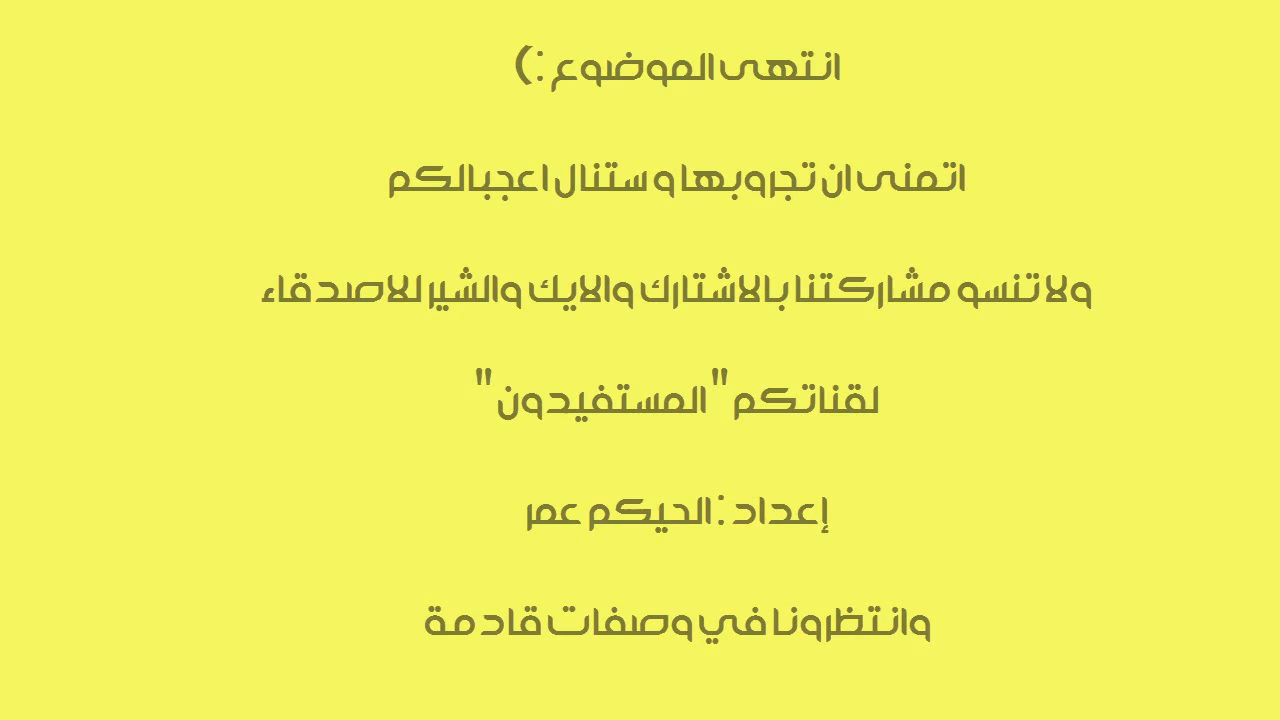 انتهى الموضوع :)
اتمنى ان تجروبها و ستنال اعجبالكم
ولا تنسو مشاركتنا بالاشتارك والايك والشير للاصدقاء
لقناتكم "المستفيدون "
إعداد : الحيكم عمر
وانتظرونا في وصفات قادمة